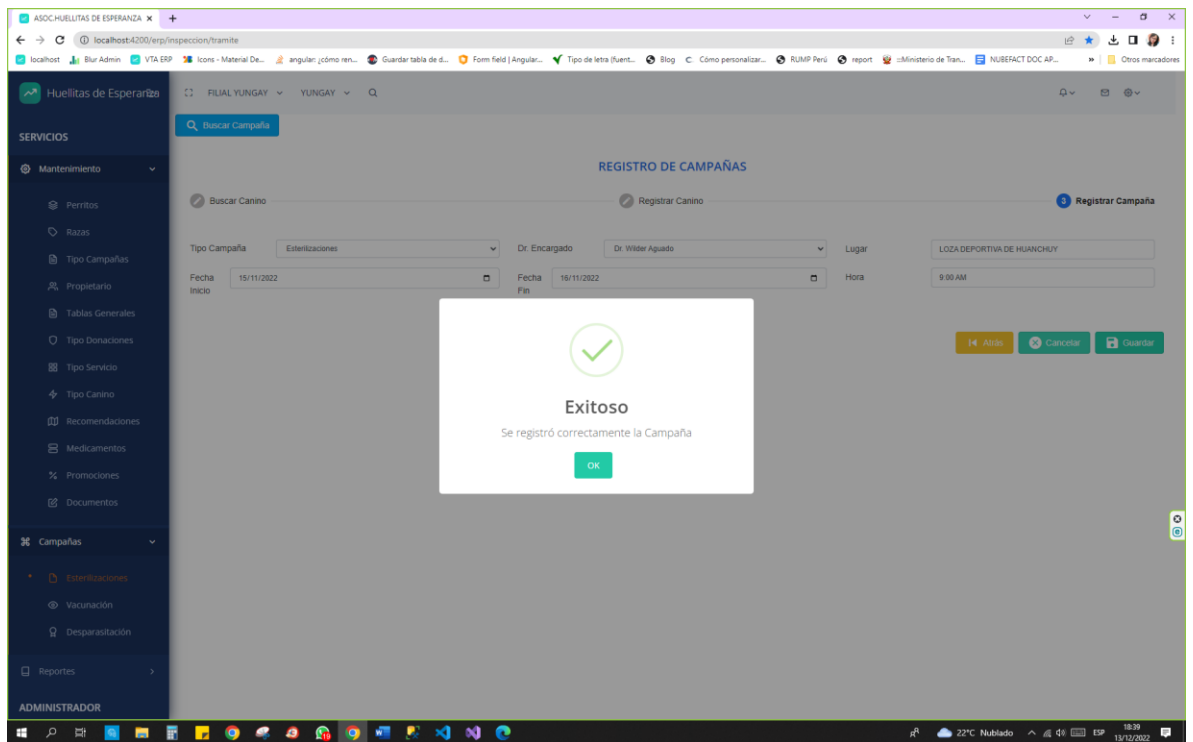 ASOC.HUELLITAS DE ESPERANZA
localhost:4200/erp/inspeccion/tramite
localhost Blur Admin VTA ERP Icons - Material De... angular: ¿cómo ren... Guardar tabla de d... Form field | Angular... Tipo de letra (fuent... Blog C: Cómo personalizar... RUMP Perú report ::Ministerio de Tran... NUBEFACT DOC AP... » Otros marcadores
Huellitas de Esperanza FILIAL YUNGAY YUNGAY
SERVICIOS
Buscar Campaña
Mantenimiento
REGISTRO DE CAMPAÑAS
Perritos
Buscar Canino Registrar Canino 3 Registrar Campaña
Razas
Tipo Campaña Esterilizaciones Dr. Encargado Dr. Wilder Aguado Lugar LOZA DEPORTIVA DE HUANCHUY
Tipo Campañas
Fecha Inicio 15/11/2022 Fecha Fin 16/11/2022 Hora 9:00 AM
Propietario
Tablas Generales
Tipo Donaciones
Atrás Cancelar Guardar
Tipo Servicio
Tipo Canino
Exitoso
Recomendaciones
Se registró correctamente la Campaña
Medicamentos
OK
Promociones
Documentos
Campañas
Esterilizaciones
Vacunación
Desparasitación
Reportes
ADMINISTRADOR
22°C Nublado ESP 18:39
13/12/2022